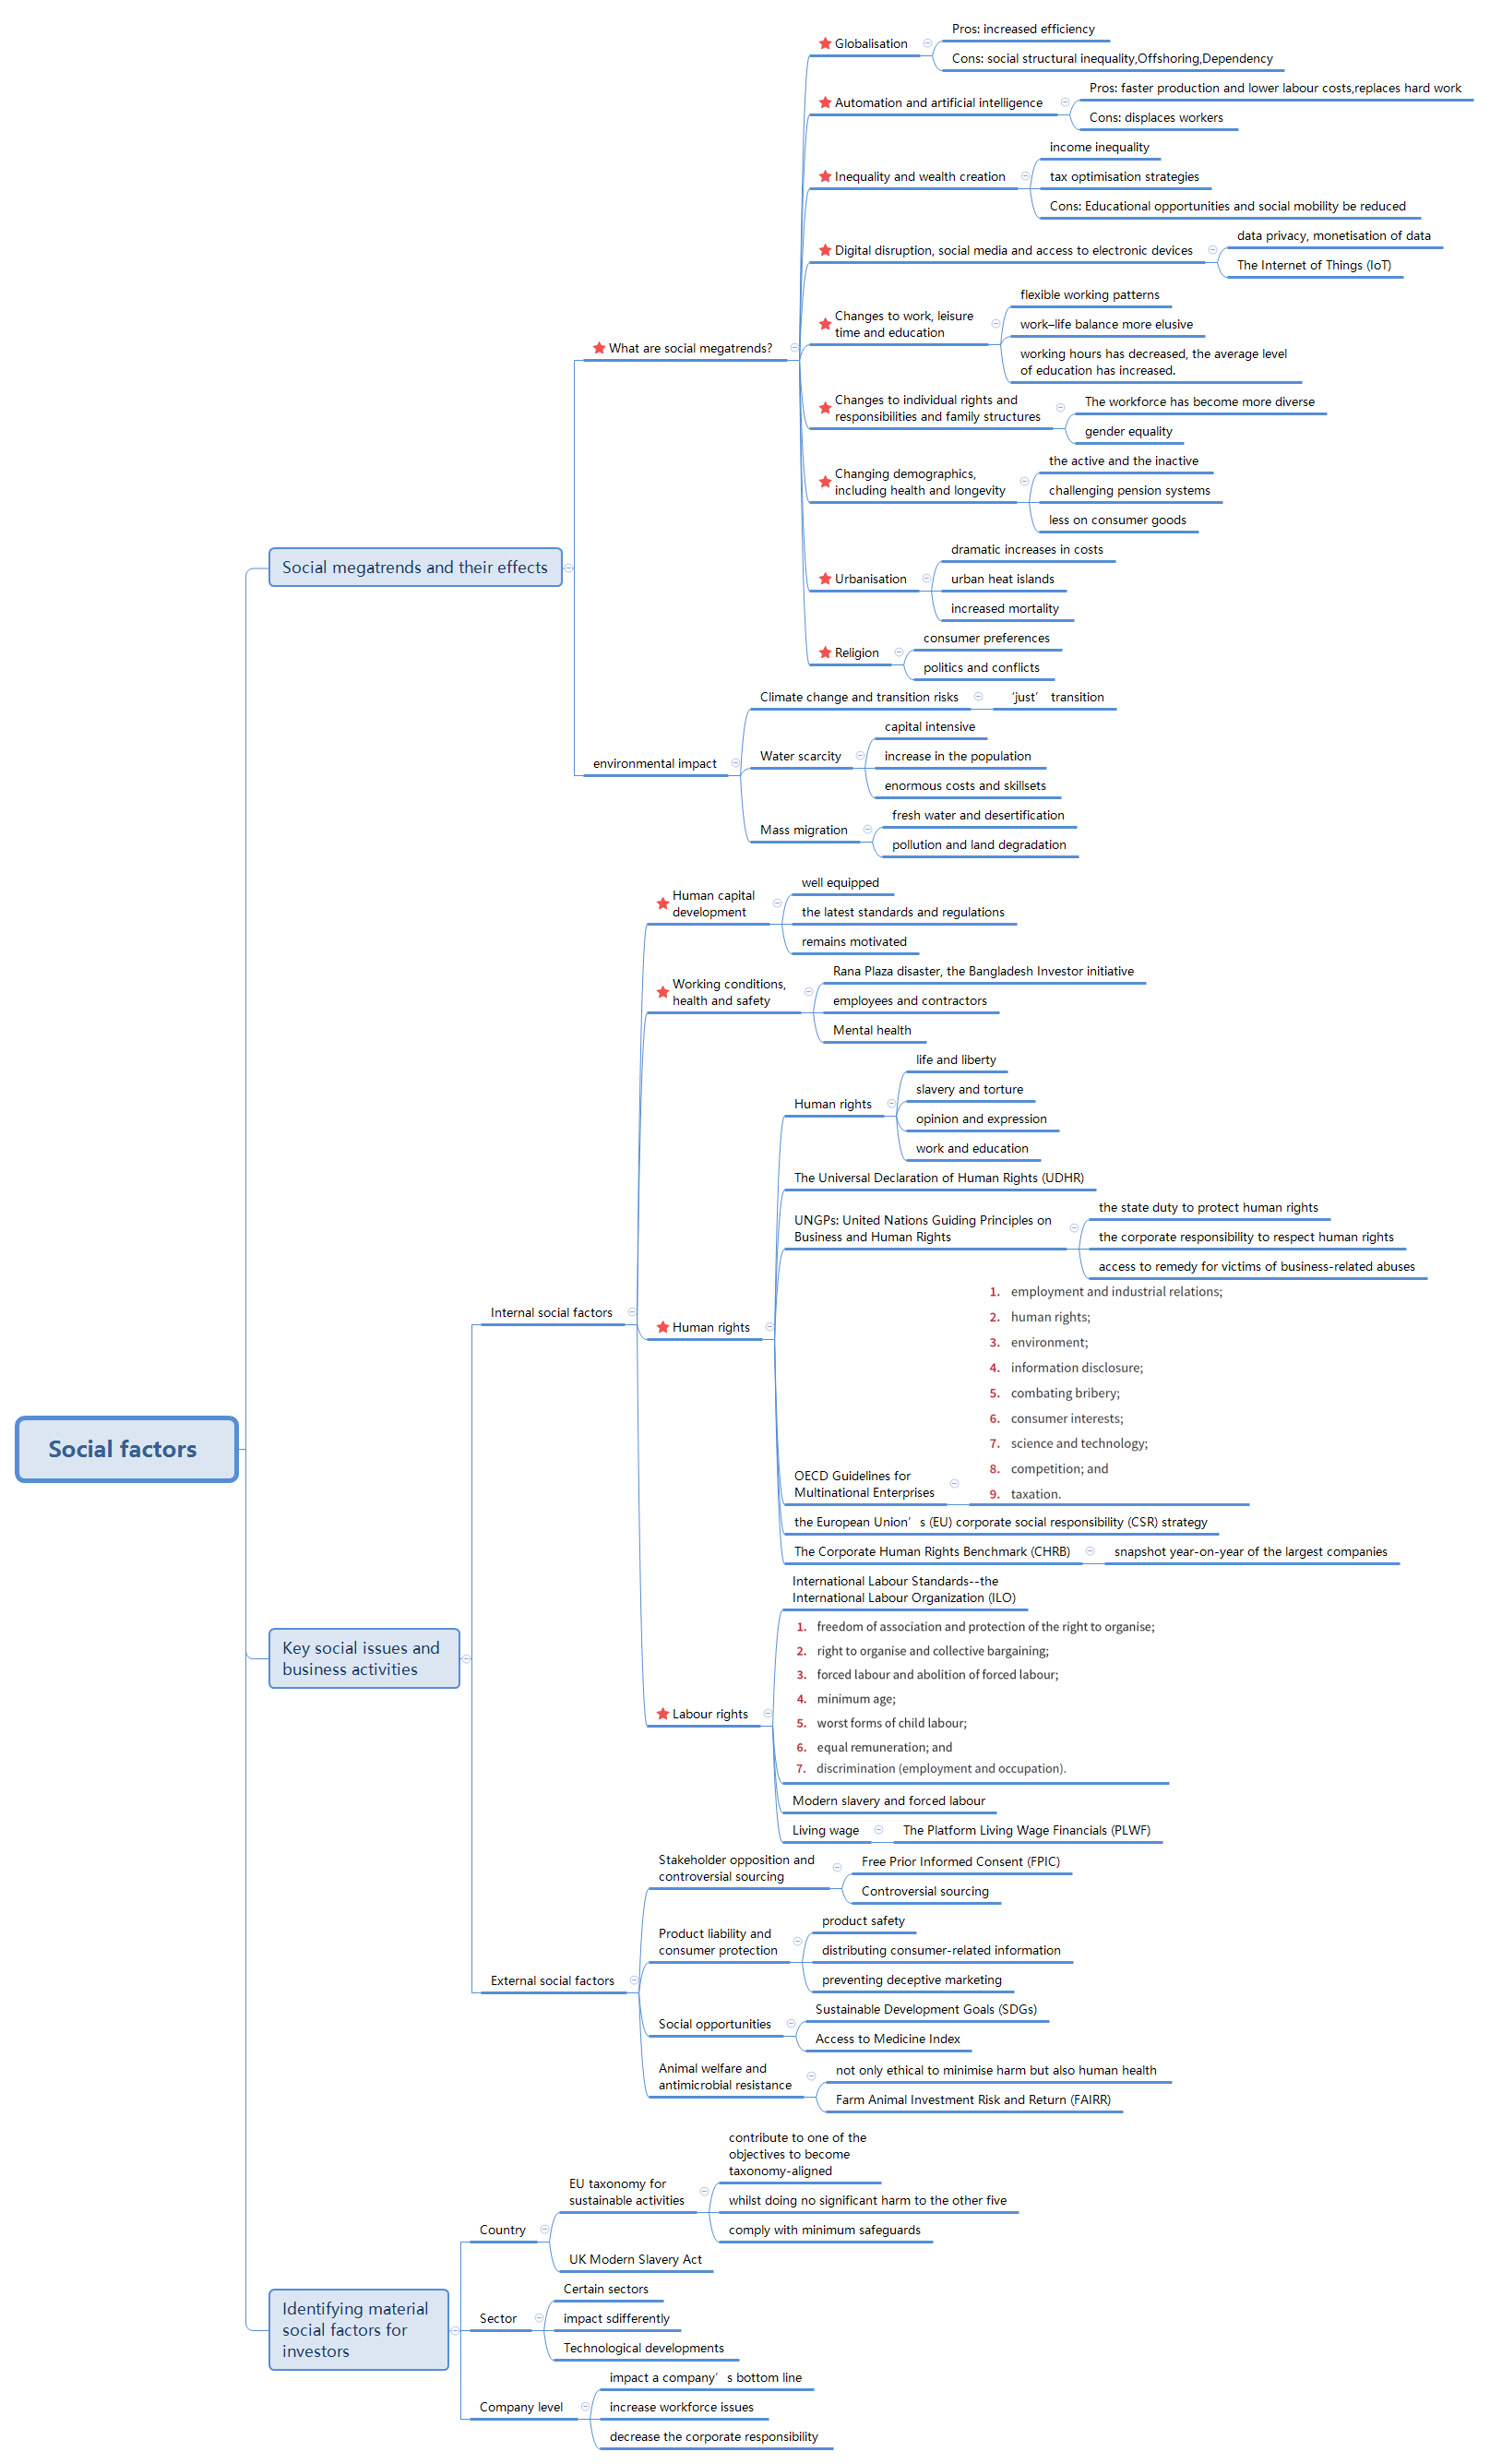 Social factors
Social megatrends and their effects
What are social megatrends?
Globalisation
Pros: increased efficiency
Cons: social structural inequality,Offshoring,Dependency
Automation and artificial intelligence
Pros: faster production and lower labour costs,replaces hard work
Cons: displaces workers
Inequality and wealth creation
income inequality
tax optimisation strategies
Cons: Educational opportunities and social mobility be reduced
Digital disruption, social media and access to electronic devices
data privacy, monetisation of data
The Internet of Things (IoT)
Changes to work, leisure
time and education
flexible working patterns
work–life balance more elusive
working hours has decreased, the average level
of education has increased.
Changes to individual rights and
responsibilities and family structures
The workforce has become more diverse
gender equality
Changing demographics,
including health and longevity
the active and the inactive
challenging pension systems
less on consumer goods
Urbanisation
dramatic increases in costs
urban heat islands
increased mortality
Religion
consumer preferences
politics and conflicts
environmental impact
Climate change and transition risks
‘just’ transition
Water scarcity
capital intensive
increase in the population
enormous costs and skillsets
Mass migration
fresh water and desertification
pollution and land degradation
Key social issues and
business activities
Internal social factors
Human capital
development
well equipped
the latest standards and regulations
remains motivated
Working conditions,
health and safety
Rana Plaza disaster, the Bangladesh Investor initiative
employees and contractors
Mental health
Human rights
Human rights
life and liberty
slavery and torture
opinion and expression
work and education
The Universal Declaration of Human Rights (UDHR)
UNGPs: United Nations Guiding Principles on
Business and Human Rights
the state duty to protect human rights
the corporate responsibility to respect human rights
access to remedy for victims of business-related abuses
OECD Guidelines for
Multinational Enterprises
1. employment and industrial relations;
2. human rights;
3. environment;
4. information disclosure;
5. combating bribery;
6. consumer interests;
7. science and technology;
8. competition; and
9. taxation.
the European Union’s (EU) corporate social responsibility (CSR) strategy
The Corporate Human Rights Benchmark (CHRB)
snapshot year-on-year of the largest companies
Labour rights
International Labour Standards--the
International Labour Organization (ILO)
1. freedom of association and protection of the right to organise;
2. right to organise and collective bargaining;
3. forced labour and abolition of forced labour;
4. minimum age;
5. worst forms of child labour;
6. equal remuneration; and
7. discrimination (employment and occupation).
Modern slavery and forced labour
Living wage
The Platform Living Wage Financials (PLWF)
External social factors
Stakeholder opposition and
controversial sourcing
Free Prior Informed Consent (FPIC)
Controversial sourcing
Product liability and
consumer protection
product safety
distributing consumer-related information
preventing deceptive marketing
Social opportunities
Sustainable Development Goals (SDGs)
Access to Medicine Index
Animal welfare and
antimicrobial resistance
not only ethical to minimise harm but also human health
Farm Animal Investment Risk and Return (FAIRR)
Identifying material
social factors for
investors
Country
EU taxonomy for
sustainable activities
contribute to one of the
objectives to become
taxonomy-aligned
whilst doing no significant harm to the other five
comply with minimum safeguards
UK Modern Slavery Act
Sector
Certain sectors
impact sdifferently
Technological developments
Company level
impact a company’s bottom line
increase workforce issues
decrease the corporate responsibility